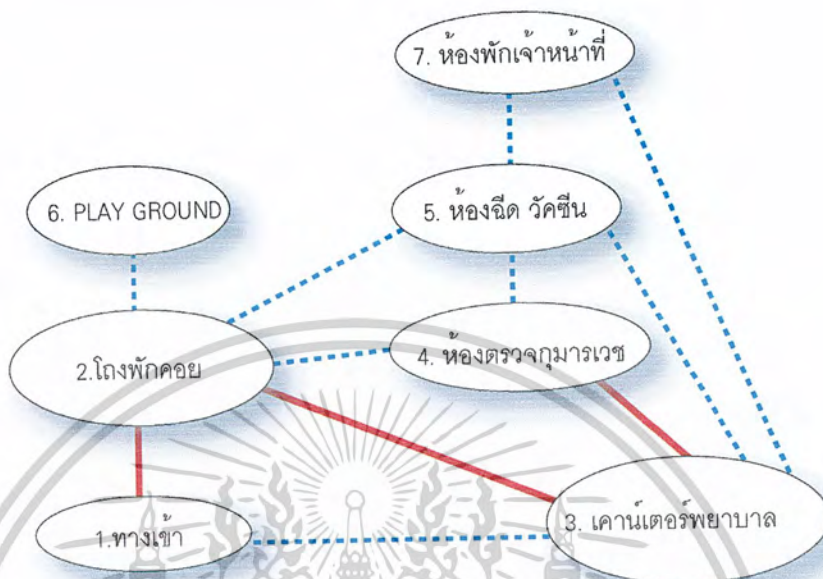 7. ห้องพักเจ้าหน้าที่
6. PLAY GROUND
5. ห้องฉีด วัคซีน
2.โถงพักคอย
4. ห้องตรวจกุมารเวช
1.ทางเข้า
3. เคาน์เตอร์พยาบาล